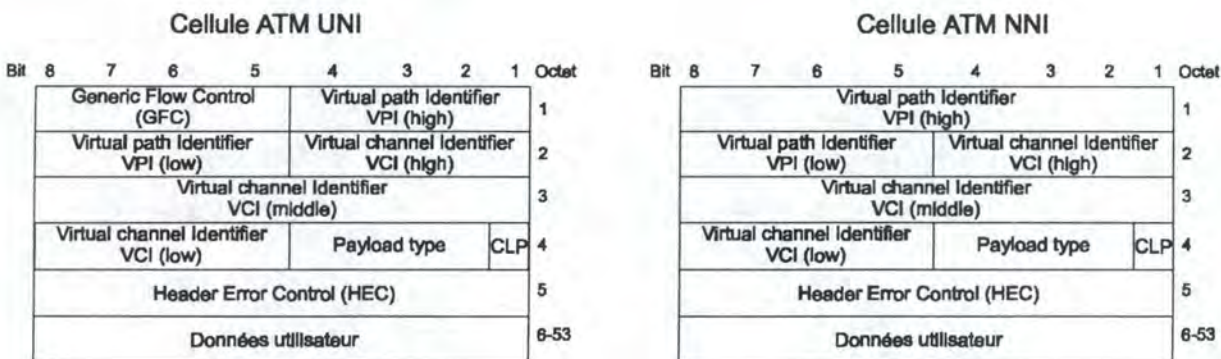 Cellule ATM UNI
Bit 8 7 6 5 4 3 2 1 Octet
Generic Flow Control
(GFC)
Virtual path Identifier
VPI (high)
1
Virtual path Identifier
VPI (low)
Virtual channel Identifier
VCI (high)
2
Virtual channel Identifier
VCI (middle)
3
Virtual channel Identifier
VCI (low)
Payload type
CLP
4
Header Error Control (HEC)
5
Données utilisateur
6-53
Cellule ATM NNI
Bit 8 7 6 5 4 3 2 1 Octet
Virtual path Identifier
VPI (high)
1
Virtual path Identifier
VPI (low)
Virtual channel Identifier
VCI (high)
2
Virtual channel Identifier
VCI (middle)
3
Virtual channel Identifier
VCI (low)
Payload type
CLP
4
Header Error Control (HEC)
5
Données utilisateur
6-53